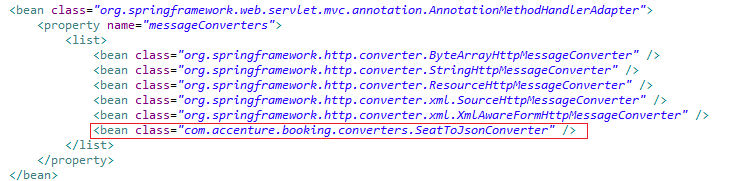 <bean class="org.springframework.web.servlet.mvc.annotation.AnnotationMethodHandlerAdapter">
<property name="messageConverters">
<list>
<bean class="org.springframework.http.converter.ByteArrayHttpMessageConverter" />
<bean class="org.springframework.http.converter.StringHttpMessageConverter" />
<bean class="org.springframework.http.converter.ResourceHttpMessageConverter" />
<bean class="org.springframework.http.converter.xml.SourceHttpMessageConverter" />
<bean class="org.springframework.http.converter.xml.XmlAwareFormHttpMessageConverter" />
<bean class="com.accenture.booking.converters.SeatToJsonConverter" />
</list>
</property>
</bean>